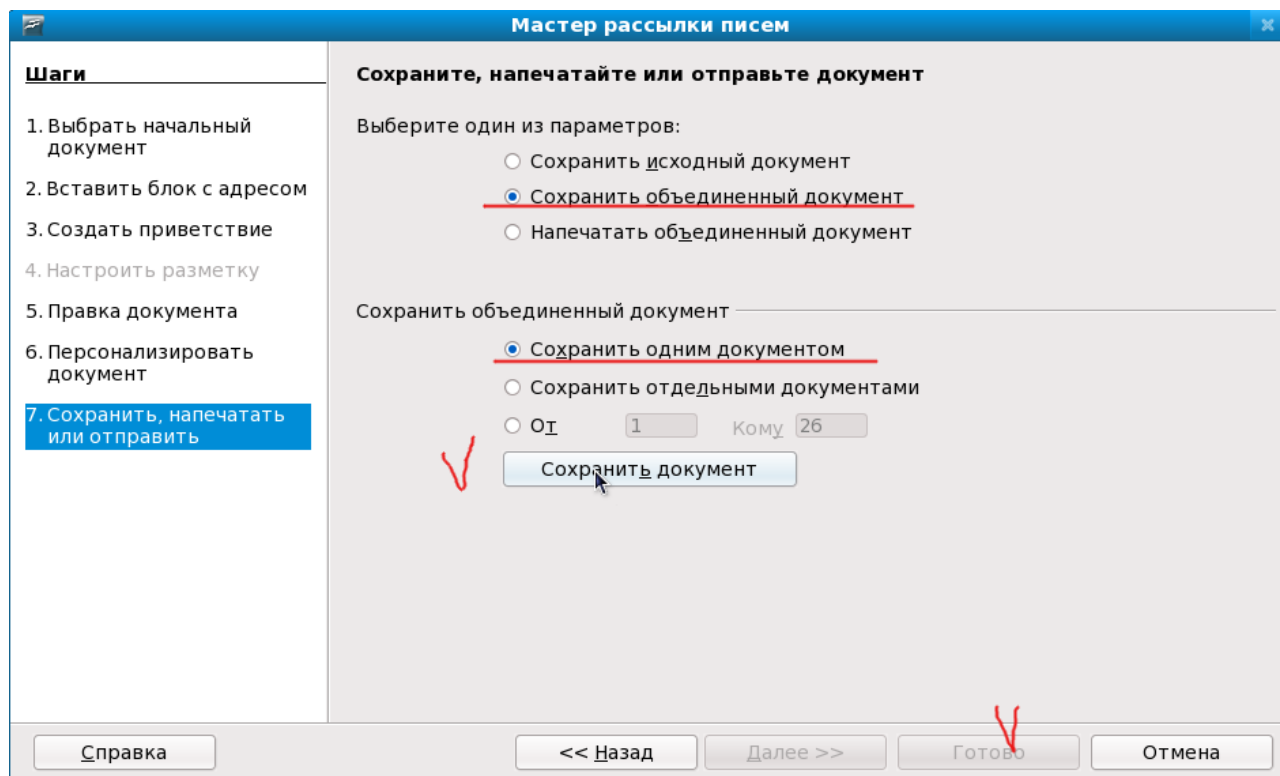 Мастер рассылки писем
Шаги
1. Выбрать начальный
документ
2. Вставить блок с адресом
3. Создать приветствие
4. Настроить разметку
5. Правка документа
6. Персонализировать
документ
7. Сохранить, напечатать
или отправить
Сохраните, напечатайте или отправьте документ
Выберите один из параметров:
Сохранить исходный документ
Сохранить объединенный документ
Напечатать объединенный документ
Сохранить объединенный документ
Сохранить одним документом
Сохранить отдельными документами
От 1 Кому 26
Сохранить документ
Справка << Назад Далее >> Готово Отмена